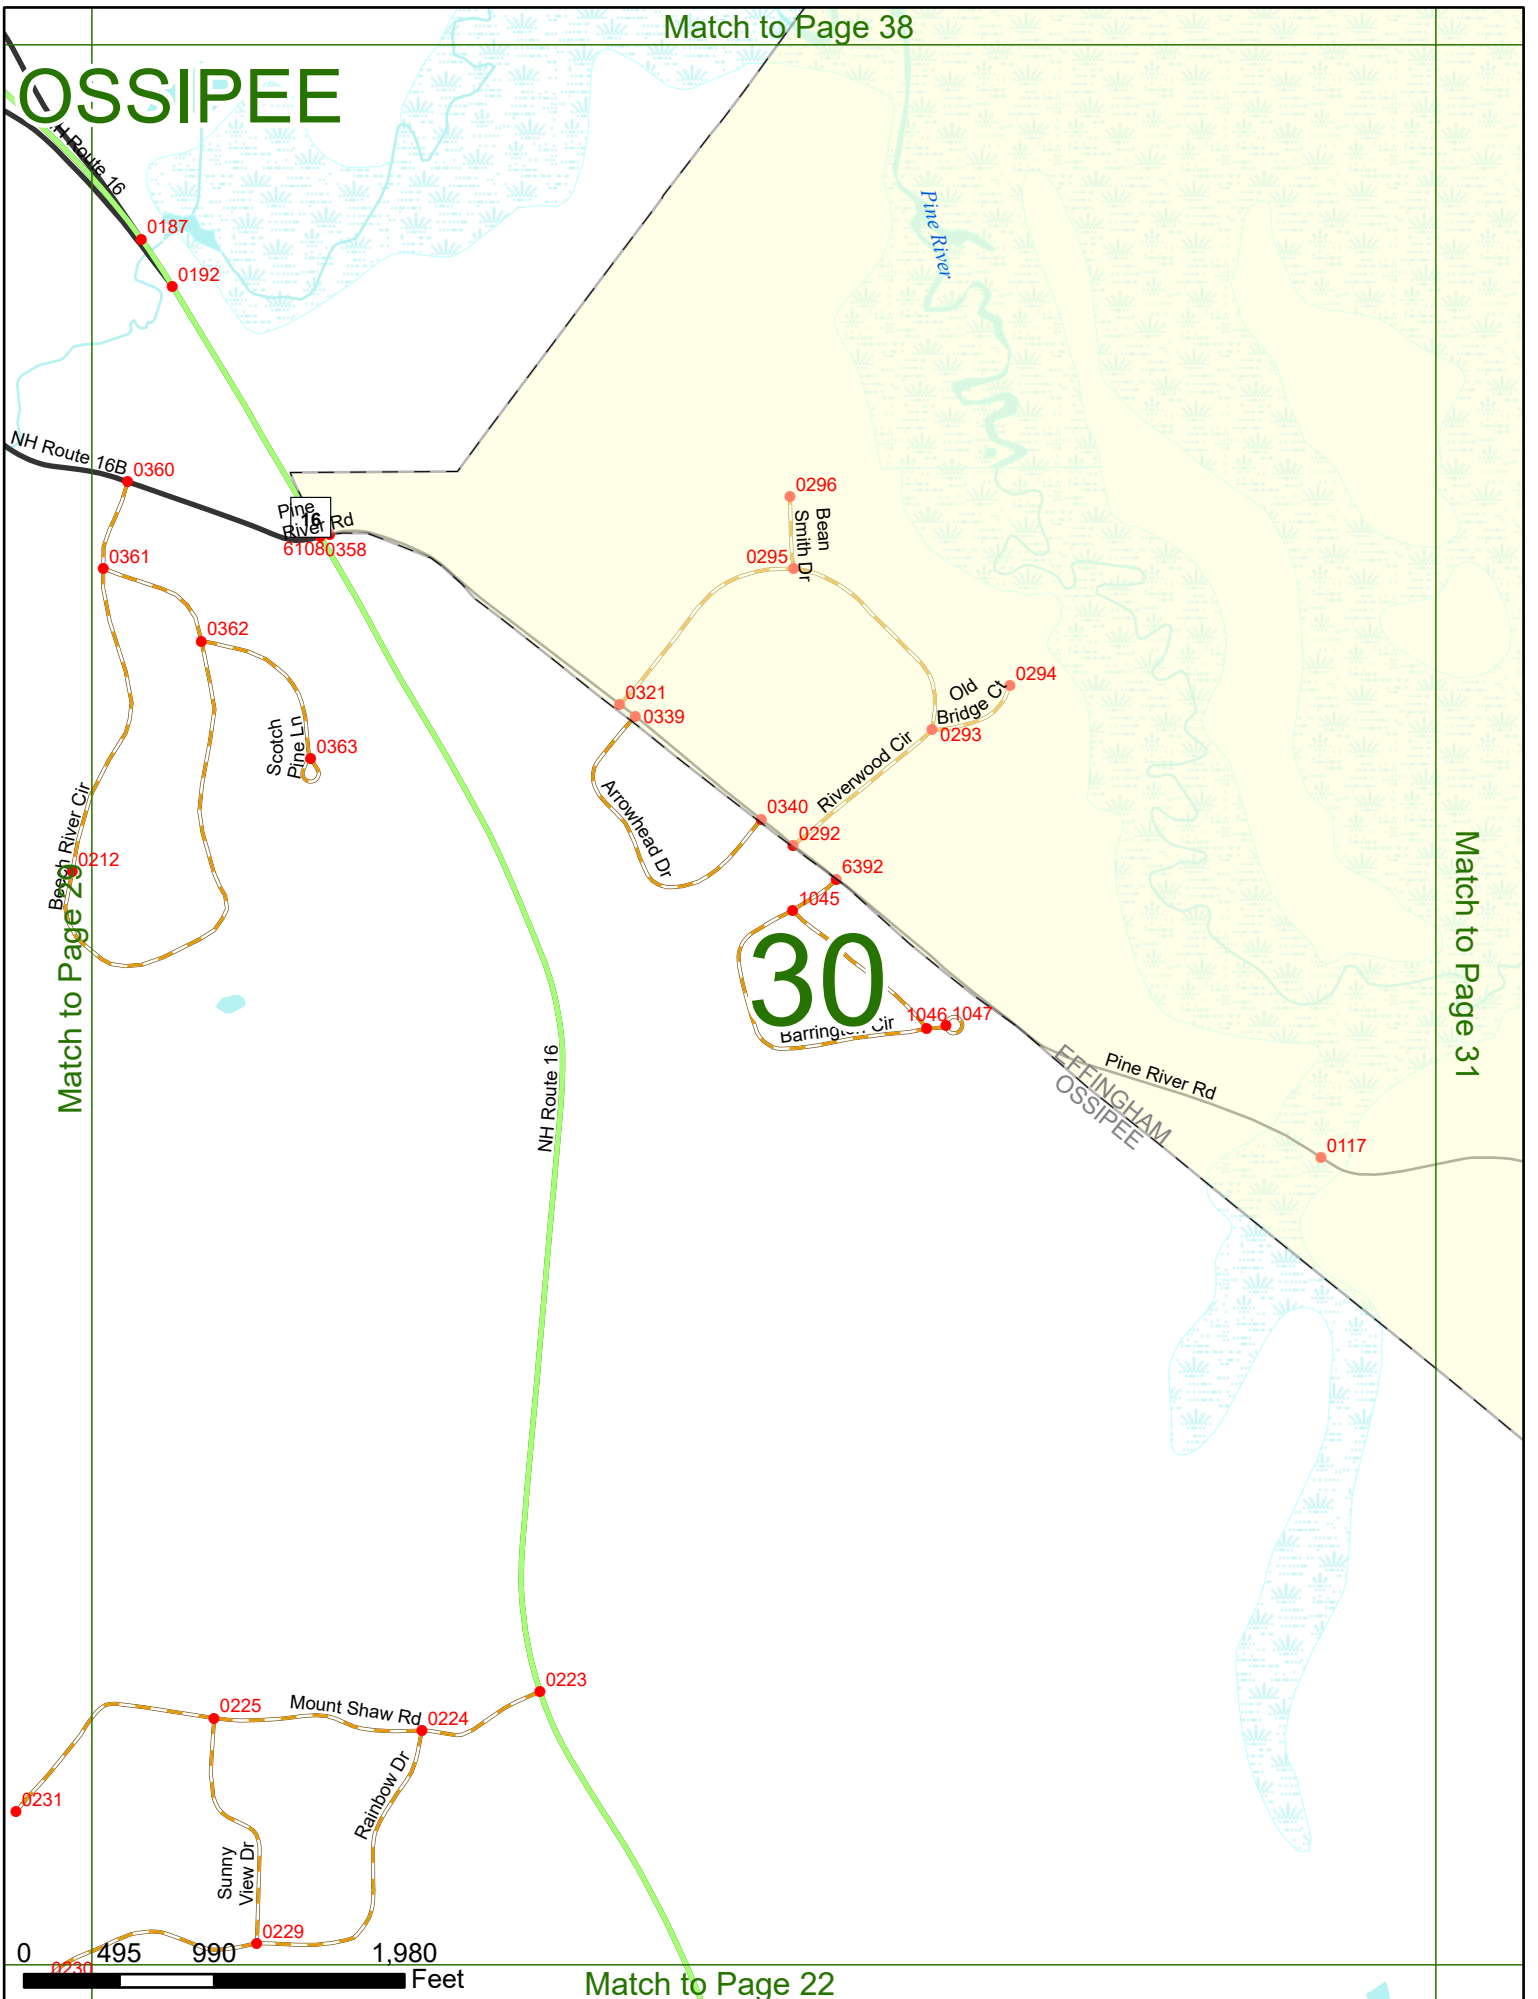 Match to Page 38
OSSIPEE
NH Route 16
0187
Pine River
0192
NH Route 16B
0360
0296
Pine
River Rd
16
6108
0358
Bean
Smith Dr
0361
0295
0362
0294
Old
Bridge Ct
0321
0339
0293
Scotch
Pine Ln
0363
Riverwood Cir
Arrowhead Dr
0340
Beech River Cir
0292
0212
6392
1045
Match to Page 29
Match to Page 31
30
1046
1047
Barrington Cir
NH Route 16
EFFINGHAM
OSSIPEE
Pine River Rd
0117
0223
0225
Mount Shaw Rd
0224
Rainbow Dr
0231
Sunny
View Dr
0229
0230
0 495 990 1,980
Feet
Match to Page 22